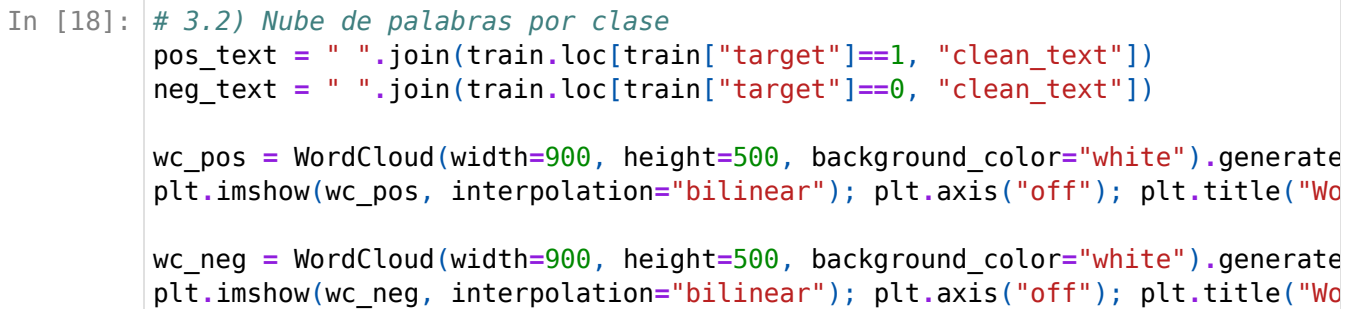 In [18]: # 3.2) Nube de palabras por clase
pos_text = " ".join(train.loc[train["target"]==1, "clean_text"])
neg_text = " ".join(train.loc[train["target"]==0, "clean_text"])
wc_pos = WordCloud(width=900, height=500, background_color="white").generate
plt.imshow(wc_pos, interpolation="bilinear"); plt.axis("off"); plt.title("Wo
wc_neg = WordCloud(width=900, height=500, background_color="white").generate
plt.imshow(wc_neg, interpolation="bilinear"); plt.axis("off"); plt.title("Wo